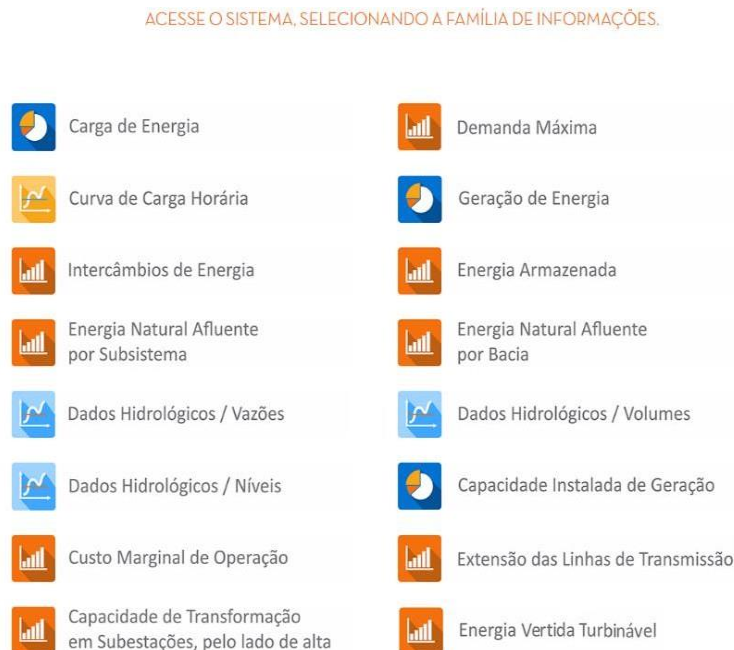 ACESSE O SISTEMA, SELECIONANDO A FAMÍLIA DE INFORMAÇÕES.
Carga de Energia
Demanda Máxima
Curva de Carga Horária
Geração de Energia
Intercâmbios de Energia
Energia Armazenada
Energia Natural Afluente
por Subsistema
Energia Natural Afluente
por Bacia
Dados Hidrológicos / Vazões
Dados Hidrológicos / Volumes
Dados Hidrológicos / Níveis
Capacidade Instalada de Geração
Custo Marginal de Operação
Extensão das Linhas de Transmissão
Capacidade de Transformação
em Subestações, pelo lado de alta
Energia Vertida Turbinável